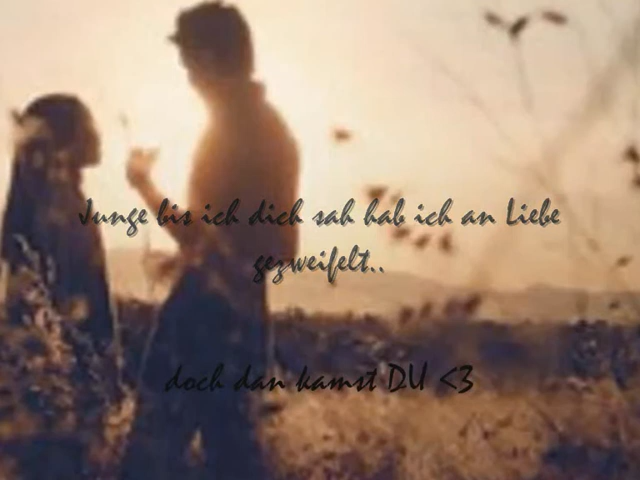 Junge bis ich dich sah hab ich an Liebe
gezweifelt..
doch dan kamst DU <3